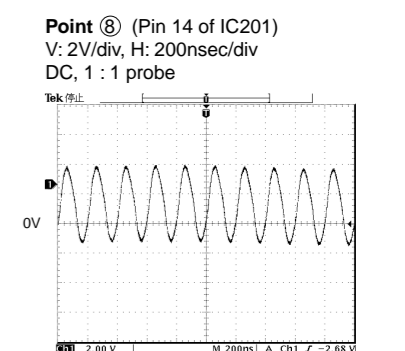 Point ⑧ (Pin 14 of IC201)
V: 2V/div, H: 200nsec/div
DC, 1 : 1 probe
Tek 停止
T
1
0V
Ch1 2.00 V M 200ns A Ch1 -2.68 V